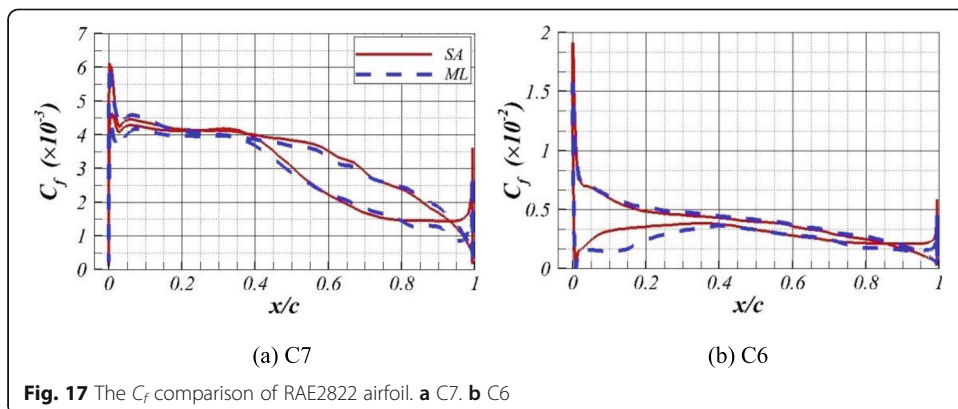 7
6
5
4
3
2
1
0
C_f (×10⁻³)
SA
ML
0 0.2 0.4 0.6 0.8 1
x/c
(a) C7
2
1.5
1
0.5
0
C_f (×10⁻²)
0 0.2 0.4 0.6 0.8 1
x/c
(b) C6
Fig. 17 The C_f comparison of RAE2822 airfoil. a C7. b C6